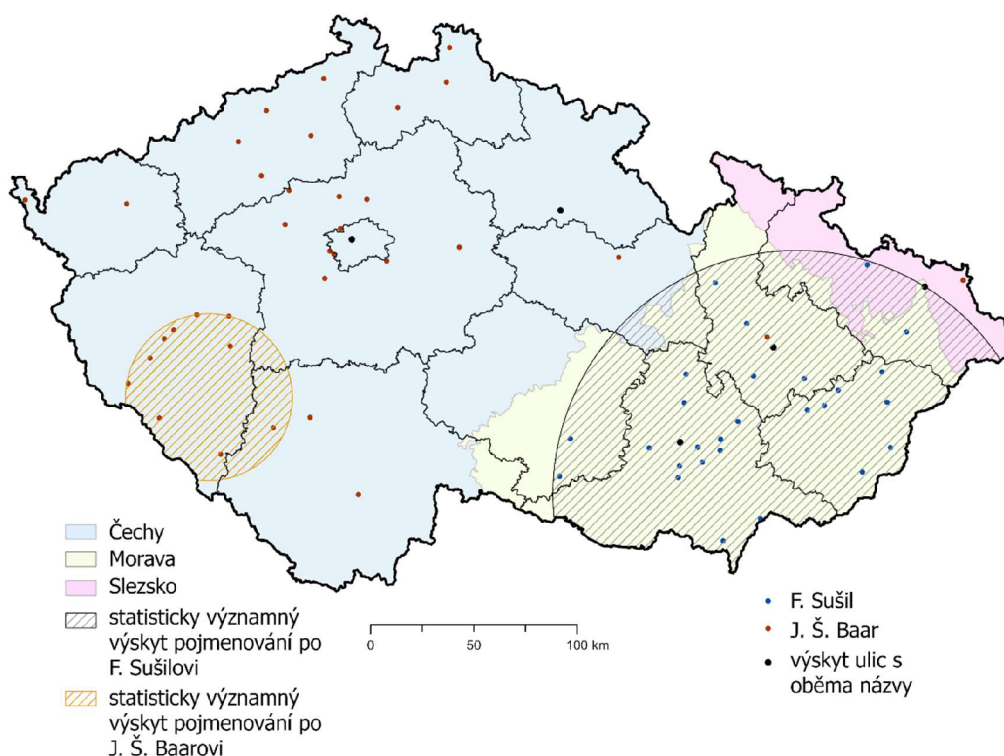 Čechy
Morava
Slezsko
statisticky významný
výskyt pojmenování po
F. Sušilovi
statisticky významný
výskyt pojmenování po
J. Š. Baarovi
0 50 100 km
F. Sušil
J. Š. Baar
výskyt ulic s
oběma názvy